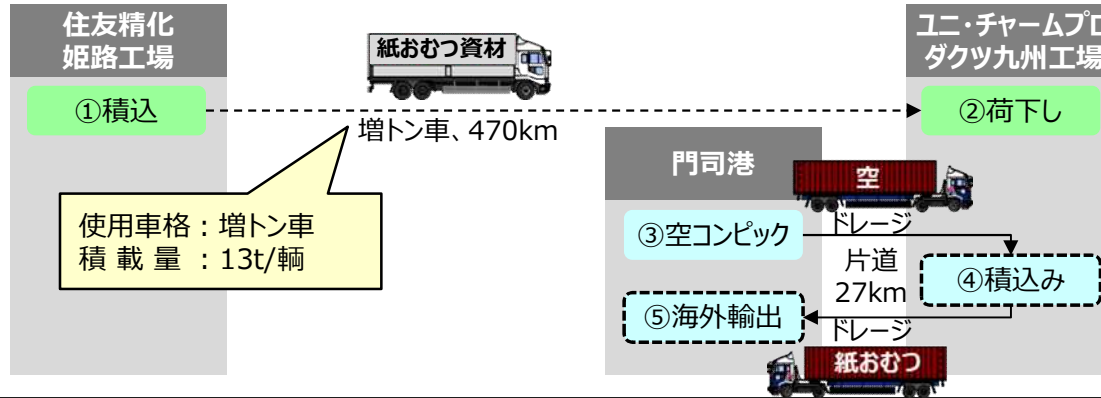 住友精化
姫路工場
ユニ・チャームプロ
ダクツ九州工場
紙おむつ資材
①積込
②荷下し
増トン車、470km
門司港
空
使用車格：増トン車
積 載 量 ：13t/輌
③空コンピック
ドレージ
片道
27km
④積込み
⑤海外輸出
ドレージ
紙おむつ